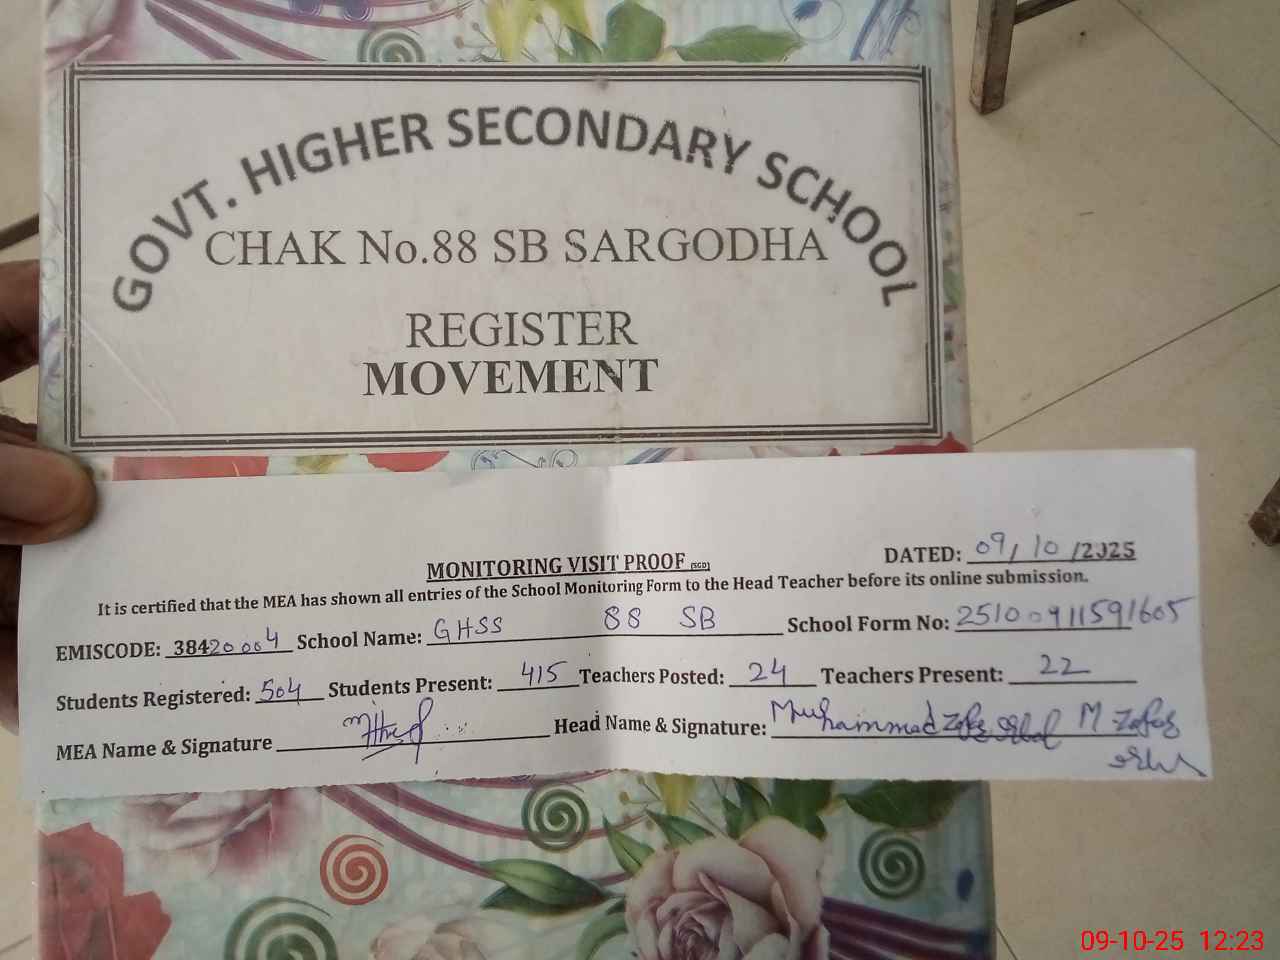 GOVT. HIGHER SECONDARY SCHOOL
CHAK No.88 SB SARGODHA
REGISTER
MOVEMENT
MONITORING VISIT PROOF (SGD)
DATED: 09/10/2025
It is certified that the MEA has shown all entries of the School Monitoring Form to the Head Teacher before its online submission.
EMISCODE: 38420004 School Name: GHSS 88 SB School Form No: 25100911591605
Students Registered: 504 Students Present: 415 Teachers Posted: 24 Teachers Present: 22
MEA Name & Signature Head Name & Signature: Muhammad Zafar Iqbal M Zafar
09-10-25 12:23